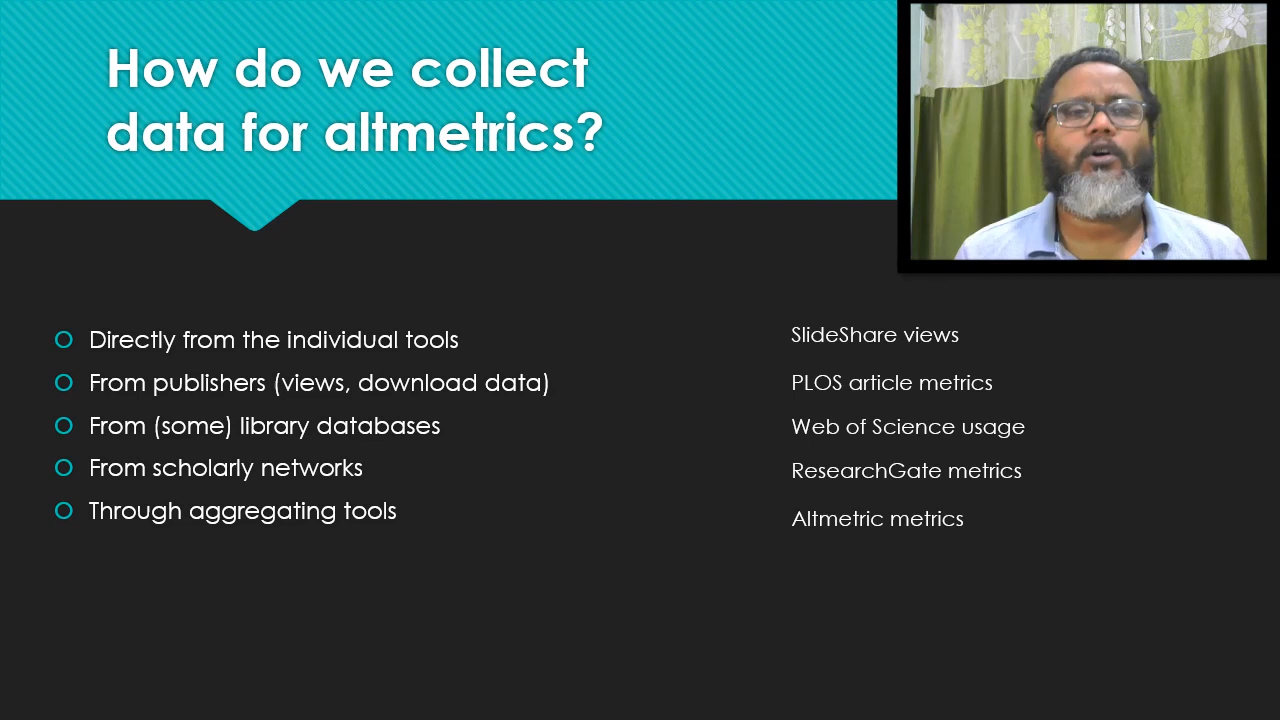 How do we collect
data for altmetrics?
Directly from the individual tools
SlideShare views
From publishers (views, download data)
PLOS article metrics
From (some) library databases
Web of Science usage
From scholarly networks
ResearchGate metrics
Through aggregating tools
Altmetric metrics